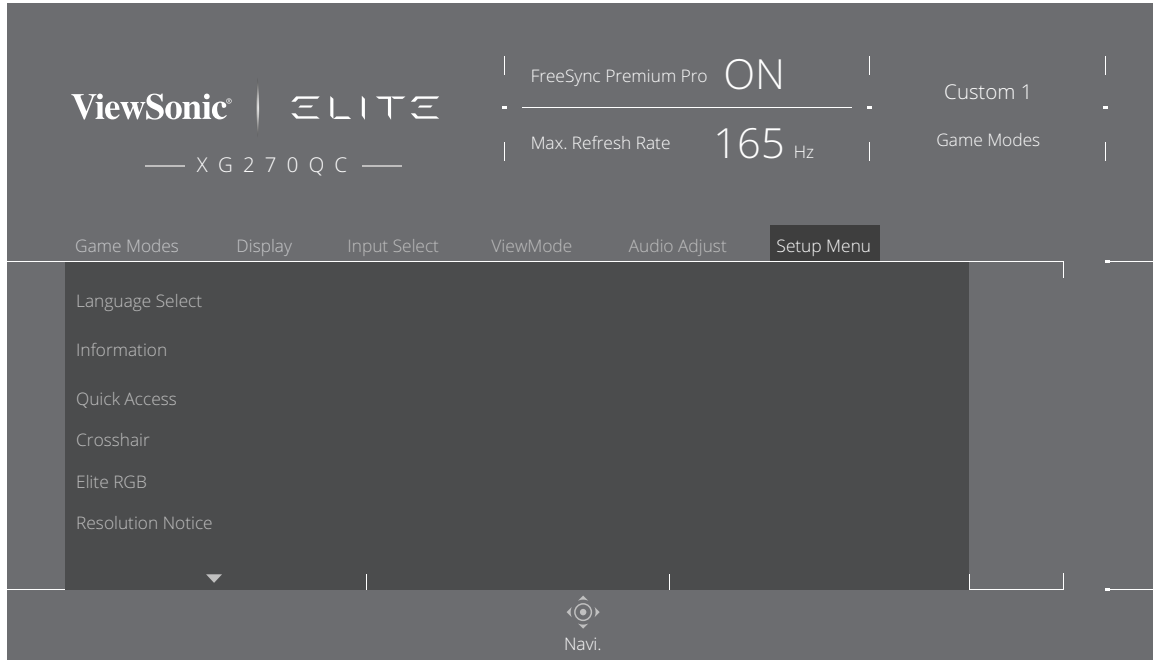 ViewSonic® | ELITE
XG270QC
FreeSync Premium Pro ON
Max. Refresh Rate 165 Hz
Custom 1
Game Modes
Game Modes Display Input Select ViewMode Audio Adjust Setup Menu
Language Select
Information
Quick Access
Crosshair
Elite RGB
Resolution Notice
Navi.